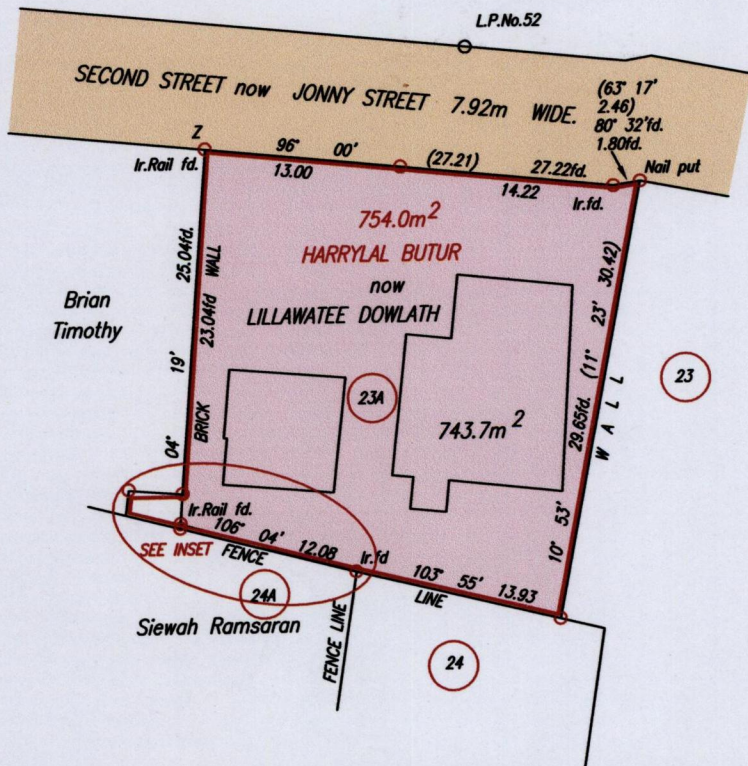 L.P.No.52
SECOND STREET now JONNY STREET 7.92m WIDE.
(63° 17'
2.46)
80° 32'fd.
1.80fd.
Nail put
Z
Ir.Rail fd.
96° 00' (27.21) 27.22fd.
13.00
14.22
Ir.fd.
754.0m²
HARRYLAL BUTUR
now
LILLAWATEE DOWLATH
Brian
Timothy
04° 19' 25.04fd.
BRICK WALL
23.04fd
10° 53' 29.65fd. (11° 23' 30.42)
WALL
23
23A
743.7m²
Ir.Rail fd.
SEE INSET
106° 04' 12.08
Ir.fd
103° 55' 13.93
FENCE LINE
24A
Siewah Ramsaran
FENCE LINE
24